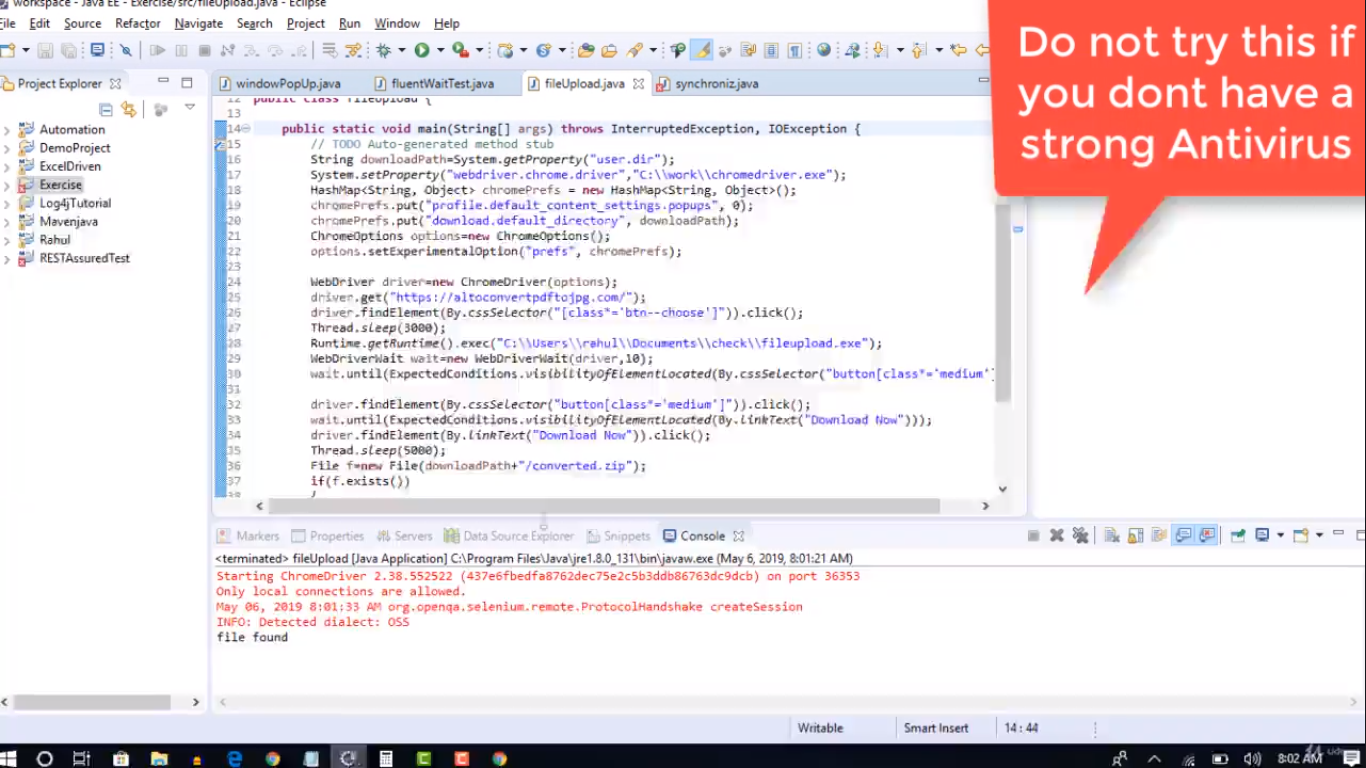 workspace - Java EE - Exercise/src/fileUpload.java - Eclipse
File Edit Source Refactor Navigate Search Project Run Window Help
Do not try this if
you dont have a
strong Antivirus
Project Explorer
windowPopUp.java
fluentWaitTest.java
fileUpload.java
synchroniz.java
Automation
DemoProject
ExcelDriven
Exercise
Log4jTutorial
Mavenjava
Rahul
RESTAssuredTest
12 public class fileUpload {
13
14 public static void main(String[] args) throws InterruptedException, IOException {
15 // TODO Auto-generated method stub
16 String downloadPath=System.getProperty("user.dir");
17 System.setProperty("webdriver.chrome.driver","C:\\work\\chromedriver.exe");
18 HashMap<String, Object> chromePrefs = new HashMap<String, Object>();
19 chromePrefs.put("profile.default_content_settings.popups", 0);
20 chromePrefs.put("download.default_directory", downloadPath);
21 ChromeOptions options=new ChromeOptions();
22 options.setExperimentalOption("prefs", chromePrefs);
23
24 WebDriver driver=new ChromeDriver(options);
25 driver.get("https://altoconvertpdftojpg.com/");
26 driver.findElement(By.cssSelector("[class*='btn--choose']")).click();
27 Thread.sleep(3000);
28 Runtime.getRuntime().exec("C:\\Users\\rahul\\Documents\\check\\fileupload.exe");
29 WebDriverWait wait=new WebDriverWait(driver,10);
30 wait.until(ExpectedConditions.visibilityOfElementLocated(By.cssSelector("button[class*='medium']
31
32 driver.findElement(By.cssSelector("button[class*='medium']")).click();
33 wait.until(ExpectedConditions.visibilityOfElementLocated(By.linkText("Download Now")));
34 driver.findElement(By.linkText("Download Now")).click();
35 Thread.sleep(5000);
36 File f=new File(downloadPath+"/converted.zip");
37 if(f.exists())
38
Markers Properties Servers Data Source Explorer Snippets Console
<terminated> fileUpload [Java Application] C:\Program Files\Java\jre1.8.0_131\bin\javaw.exe (May 6, 2019, 8:01:21 AM)
Starting ChromeDriver 2.38.552522 (437e6fbedfa8762dec75e2c5b3ddb86763dc9dcb) on port 36353
Only local connections are allowed.
May 06, 2019 8:01:33 AM org.openqa.selenium.remote.ProtocolHandshake createSession
INFO: Detected dialect: OSS
file found
Writable
Smart Insert
14 : 44
8:02 AM